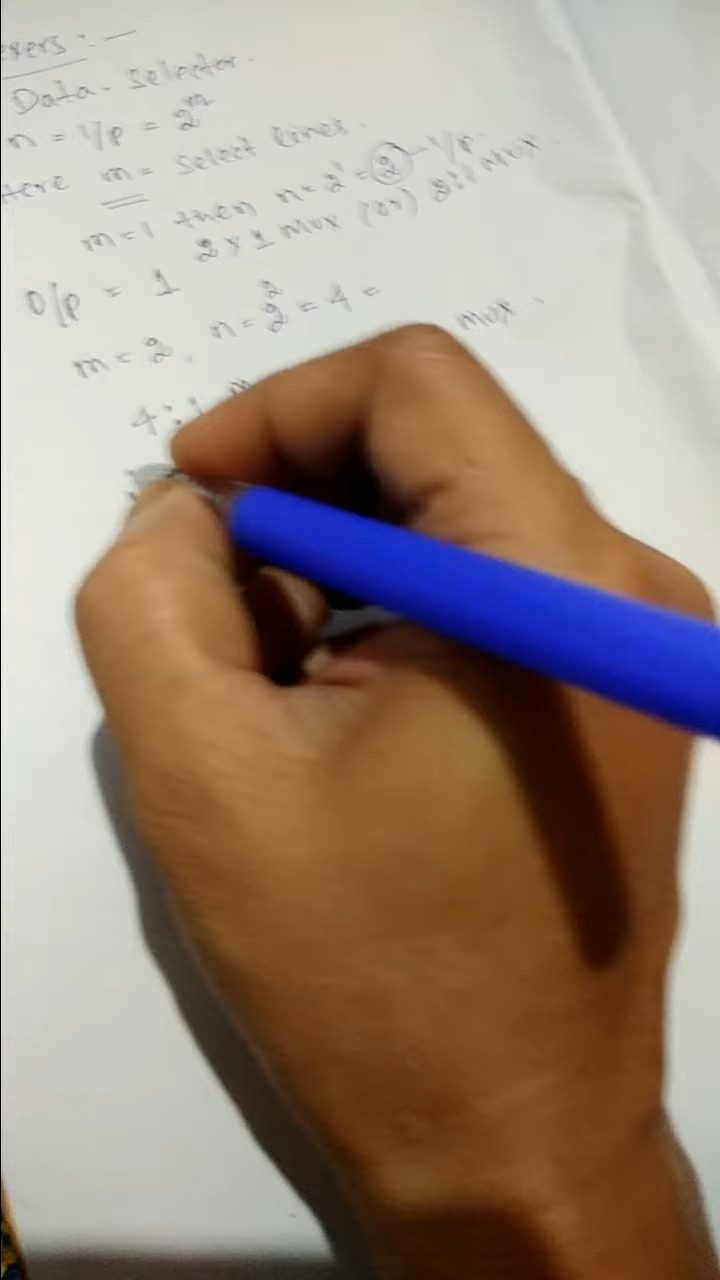 exers : —
Data - Selector.
n = I/P = 2^m
Here m = select lines.
m = 1 then n = 2^1 = 2 - I/P.
2 x 1 mux (or) 2:1 mux.
O/P = 1
m = 2, n = 2^2 = 4 =
mux.
4 : 1 m